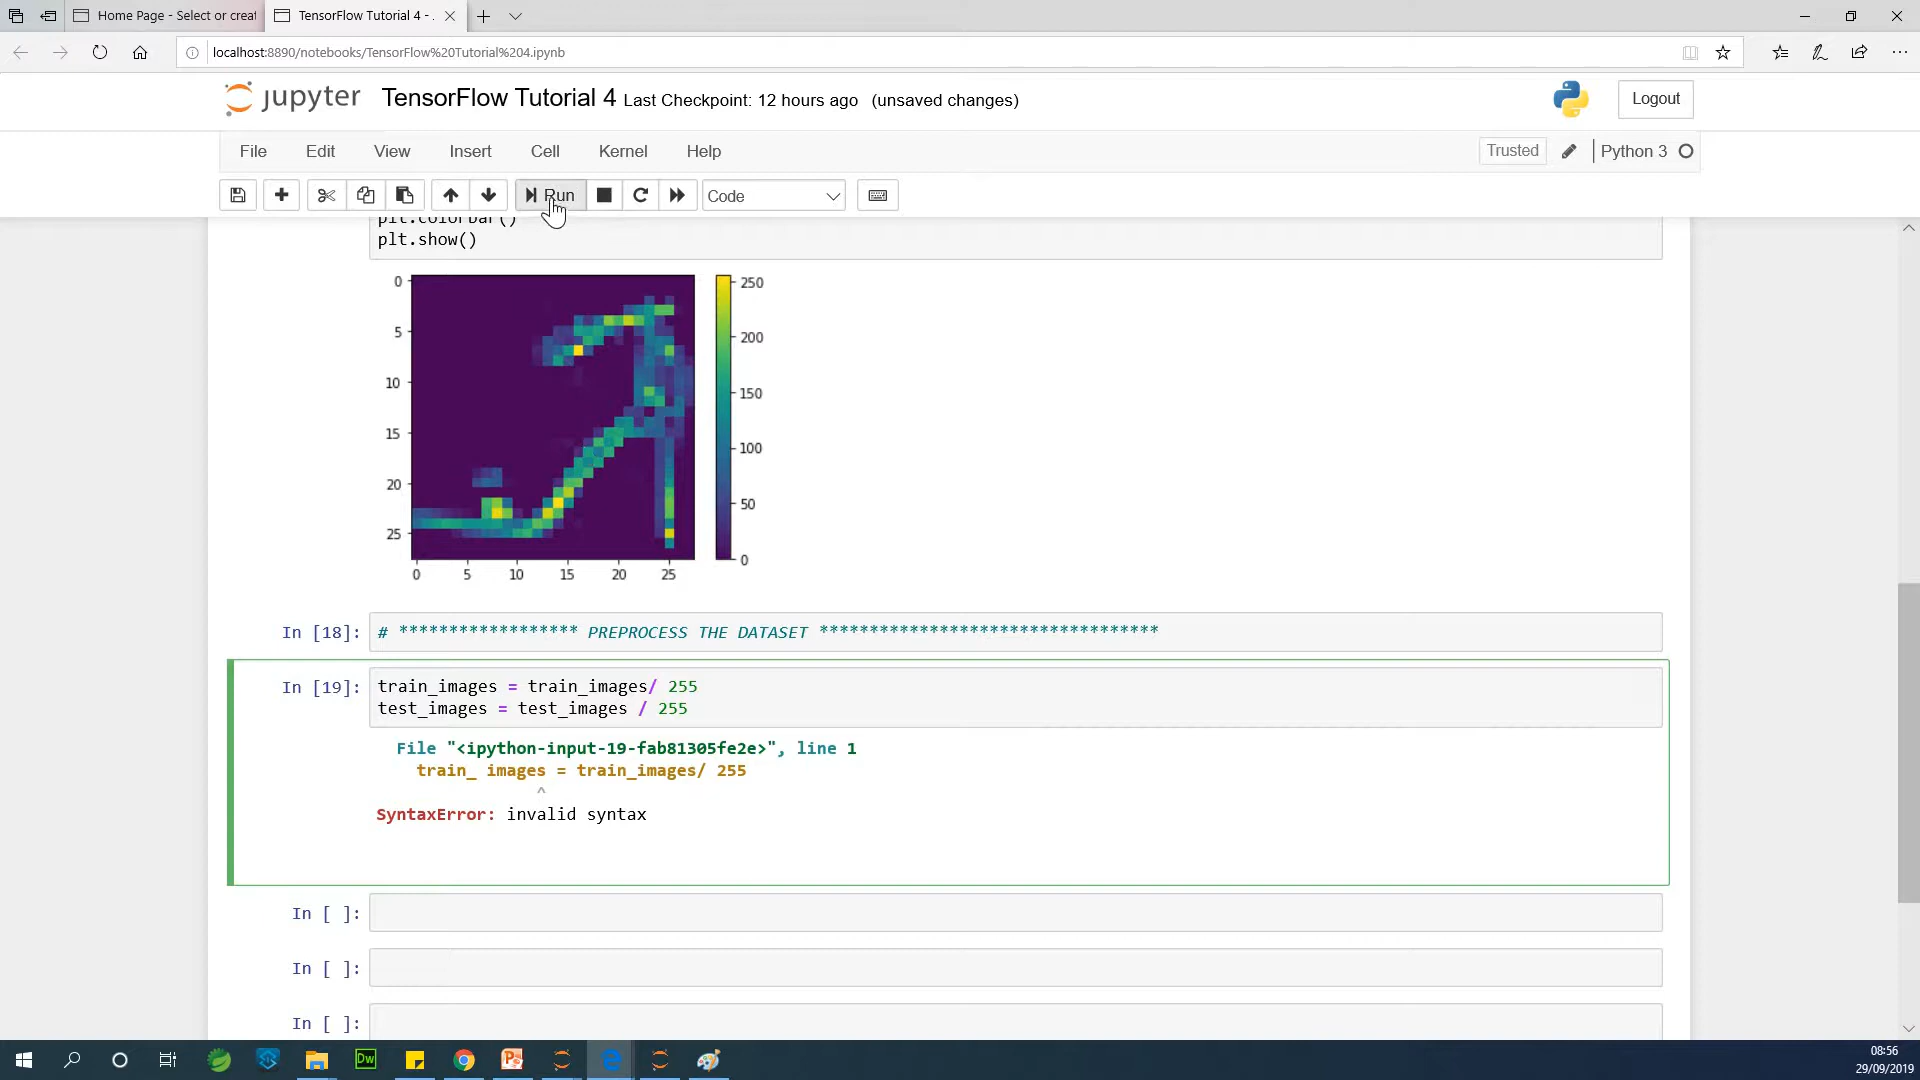 Home Page - Select or creat
TensorFlow Tutorial 4 - .
localhost:8890/notebooks/TensorFlow%20Tutorial%204.ipynb
jupyter TensorFlow Tutorial 4 Last Checkpoint: 12 hours ago (unsaved changes)
Logout
File Edit View Insert Cell Kernel Help
Trusted Python 3
Run Code
plt.colorbar()
plt.show()
0
5
10
15
20
25
0 5 10 15 20 25
250
200
150
100
50
0
In [18]: # ****************** PREPROCESS THE DATASET **********************************
In [19]: train_images = train_images/ 255
test_images = test_images / 255
File "<ipython-input-19-fab81305fe2e>", line 1
train_ images = train_images/ 255
^
SyntaxError: invalid syntax
In [ ]:
In [ ]:
In [ ]:
Dw
08:56
29/09/2019